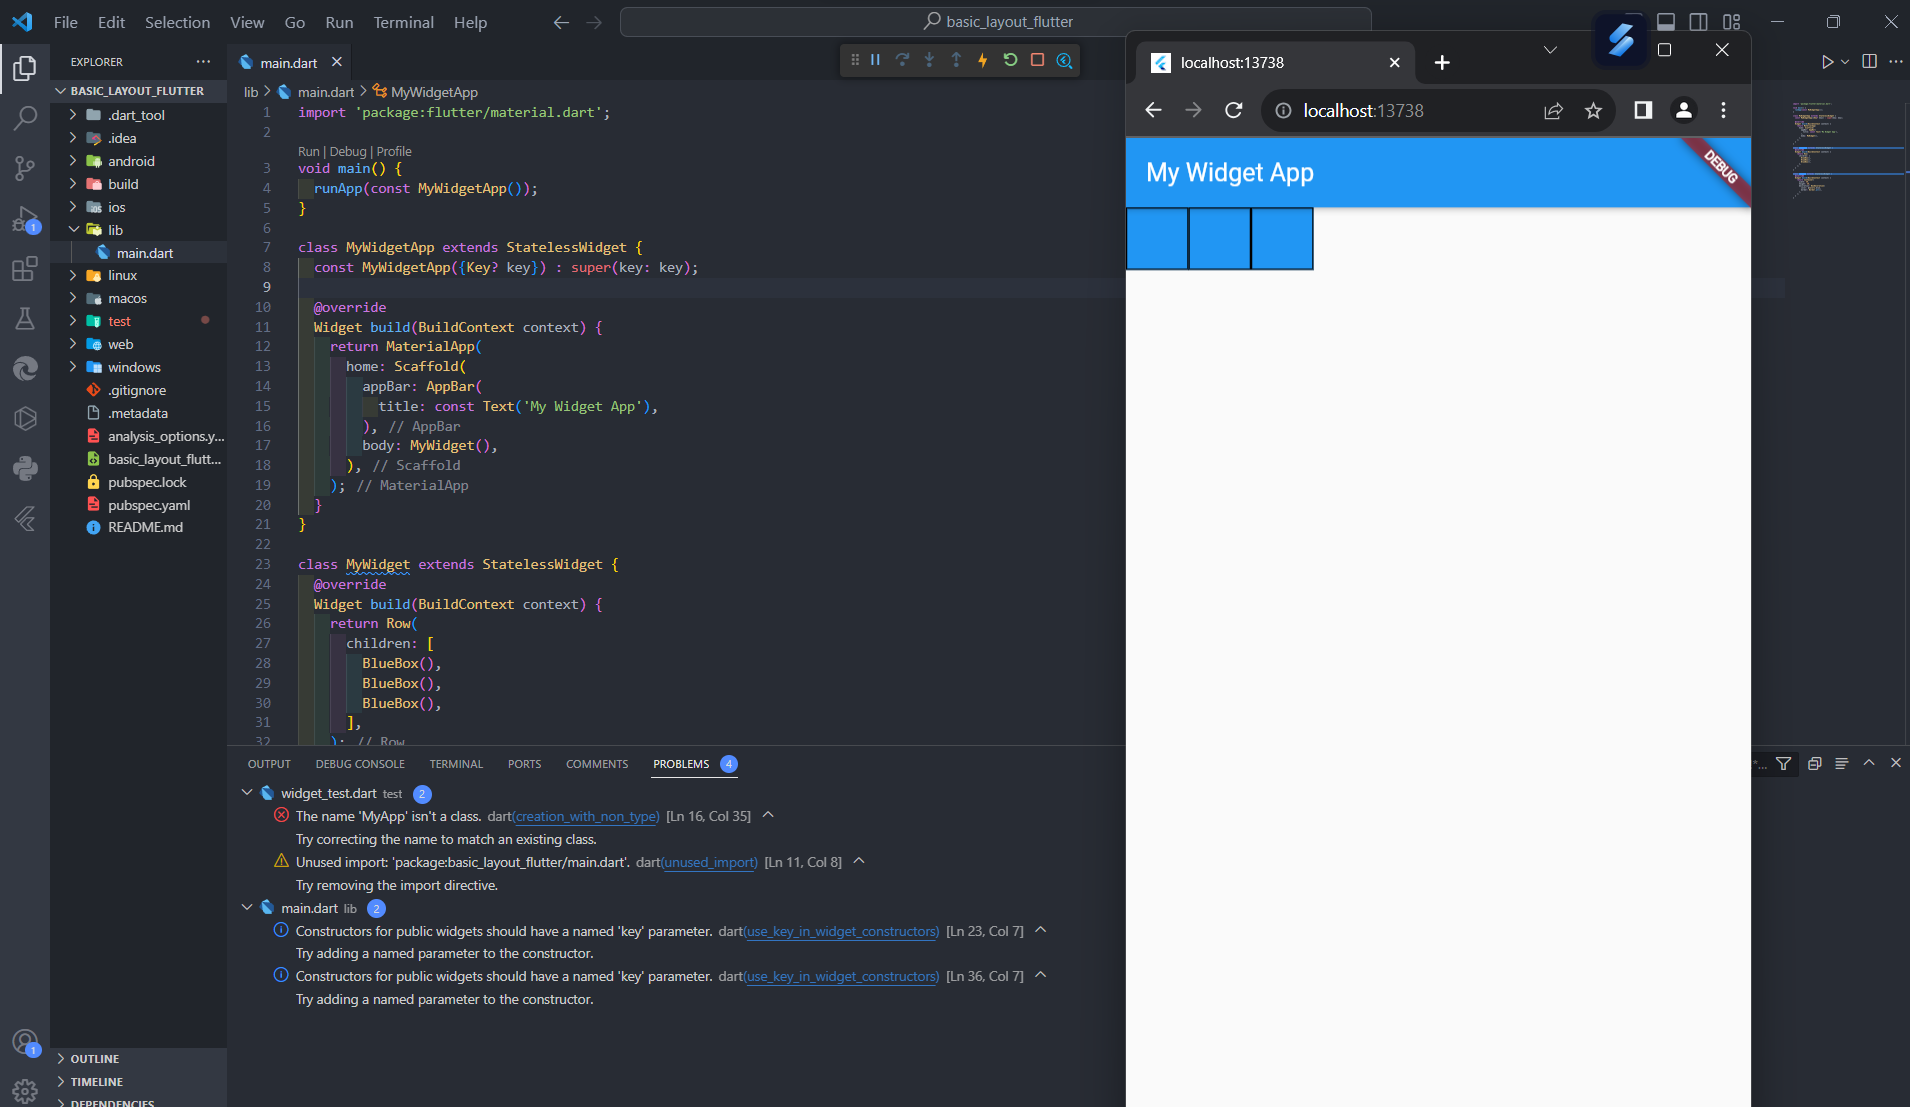 File Edit Selection View Go Run Terminal Help
basic_layout_flutter
EXPLORER
BASIC_LAYOUT_FLUTTER
.dart_tool
.idea
android
build
ios
lib
main.dart
linux
macos
test
web
windows
.gitignore
.metadata
analysis_options.y...
basic_layout_flutt...
pubspec.lock
pubspec.yaml
README.md
OUTLINE
TIMELINE
DEPENDENCIES
1
1
main.dart
lib > main.dart > MyWidgetApp
1 import 'package:flutter/material.dart';
2
Run | Debug | Profile
3 void main() {
4 runApp(const MyWidgetApp());
5 }
6
7 class MyWidgetApp extends StatelessWidget {
8 const MyWidgetApp({Key? key}) : super(key: key);
9
10 @override
11 Widget build(BuildContext context) {
12 return MaterialApp(
13 home: Scaffold(
14 appBar: AppBar(
15 title: const Text('My Widget App'),
16 ), // AppBar
17 body: MyWidget(),
18 ), // Scaffold
19 ); // MaterialApp
20 }
21 }
22
23 class MyWidget extends StatelessWidget {
24 @override
25 Widget build(BuildContext context) {
26 return Row(
27 children: [
28 BlueBox(),
29 BlueBox(),
30 BlueBox(),
31 ],
32 ); // Row
OUTPUT DEBUG CONSOLE TERMINAL PORTS COMMENTS PROBLEMS 4
widget_test.dart test 2
The name 'MyApp' isn't a class. dart(creation_with_non_type) [Ln 16, Col 35]
Try correcting the name to match an existing class.
Unused import: 'package:basic_layout_flutter/main.dart'. dart(unused_import) [Ln 11, Col 8]
Try removing the import directive.
main.dart lib 2
Constructors for public widgets should have a named 'key' parameter. dart(use_key_in_widget_constructors) [Ln 23, Col 7]
Try adding a named parameter to the constructor.
Constructors for public widgets should have a named 'key' parameter. dart(use_key_in_widget_constructors) [Ln 36, Col 7]
Try adding a named parameter to the constructor.
localhost:13738
localhost:13738
My Widget App
DEBUG